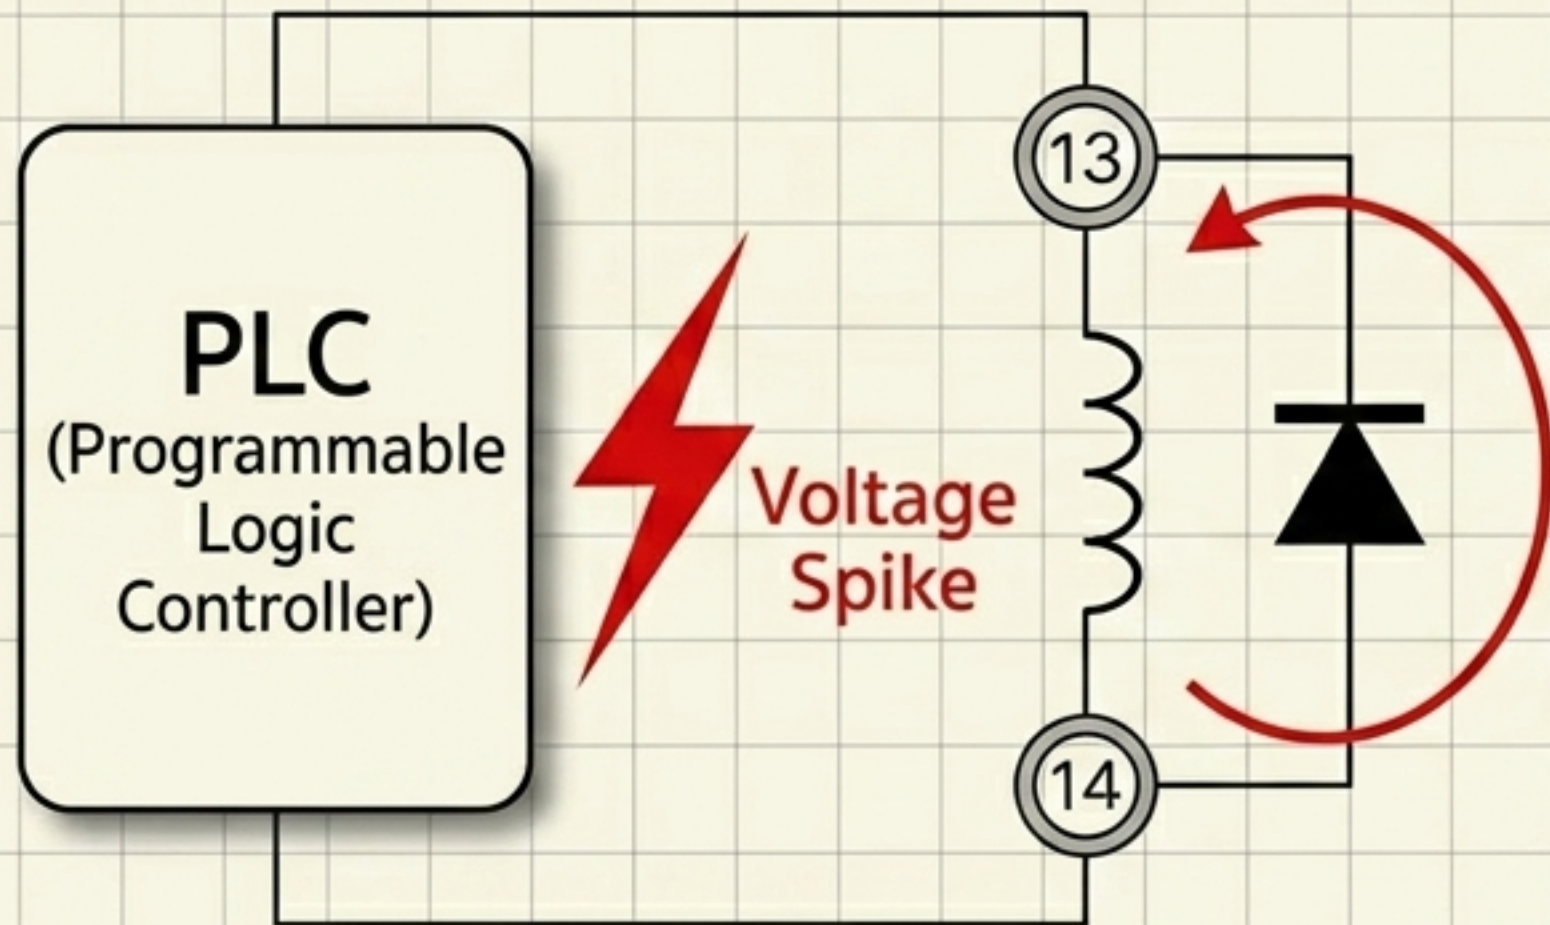 13
PLC
(Programmable
Logic
Controller)
Voltage
Spike
14